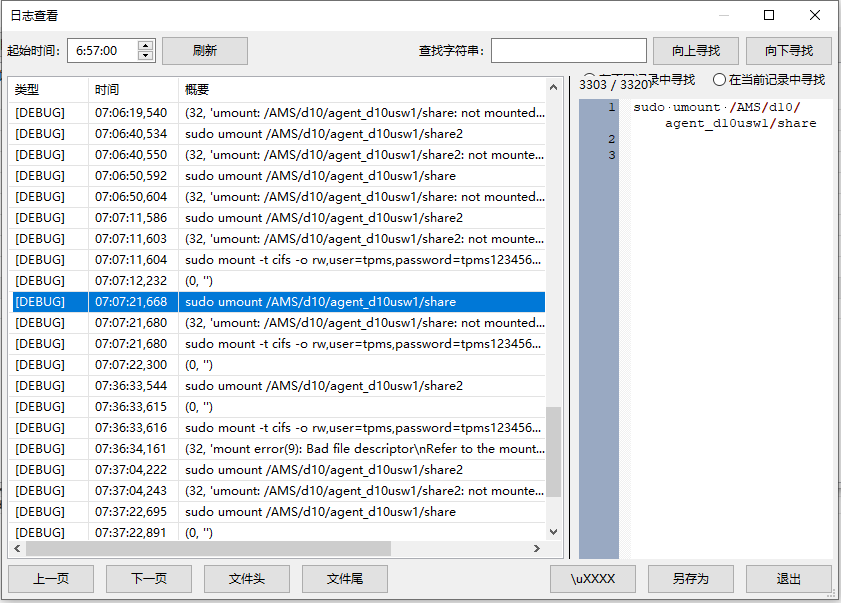 日志查看
起始时间: 6:57:00 刷新 查找字符串: 向上寻找 向下寻找
3303 / 3320 记录中寻找 在当前记录中寻找
类型 时间 概要
[DEBUG] 07:06:19,540 (32, 'umount: /AMS/d10/agent_d10usw1/share: not mounted...
[DEBUG] 07:06:40,534 sudo umount /AMS/d10/agent_d10usw1/share2
[DEBUG] 07:06:40,550 (32, 'umount: /AMS/d10/agent_d10usw1/share2: not mounte...
[DEBUG] 07:06:50,592 sudo umount /AMS/d10/agent_d10usw1/share
[DEBUG] 07:06:50,604 (32, 'umount: /AMS/d10/agent_d10usw1/share: not mounted...
[DEBUG] 07:07:11,586 sudo umount /AMS/d10/agent_d10usw1/share2
[DEBUG] 07:07:11,603 (32, 'umount: /AMS/d10/agent_d10usw1/share2: not mounte...
[DEBUG] 07:07:11,604 sudo mount -t cifs -o rw,user=tpms,password=tpms123456...
[DEBUG] 07:07:12,232 (0, '')
[DEBUG] 07:07:21,668 sudo umount /AMS/d10/agent_d10usw1/share
[DEBUG] 07:07:21,680 (32, 'umount: /AMS/d10/agent_d10usw1/share: not mounted...
[DEBUG] 07:07:21,680 sudo mount -t cifs -o rw,user=tpms,password=tpms123456...
[DEBUG] 07:07:22,300 (0, '')
[DEBUG] 07:36:33,544 sudo umount /AMS/d10/agent_d10usw1/share2
[DEBUG] 07:36:33,615 (0, '')
[DEBUG] 07:36:33,616 sudo mount -t cifs -o rw,user=tpms,password=tpms123456...
[DEBUG] 07:36:34,161 (32, 'mount error(9): Bad file descriptor\nRefer to the mount...
[DEBUG] 07:37:04,222 sudo umount /AMS/d10/agent_d10usw1/share2
[DEBUG] 07:37:04,243 (32, 'umount: /AMS/d10/agent_d10usw1/share2: not mounte...
[DEBUG] 07:37:22,695 sudo umount /AMS/d10/agent_d10usw1/share
[DEBUG] 07:37:22,891 (0, '')
1 sudo·umount·/AMS/d10/
agent_d10usw1/share
2
3
上一页 下一页 文件头 文件尾 \uXXXX 另存为 退出